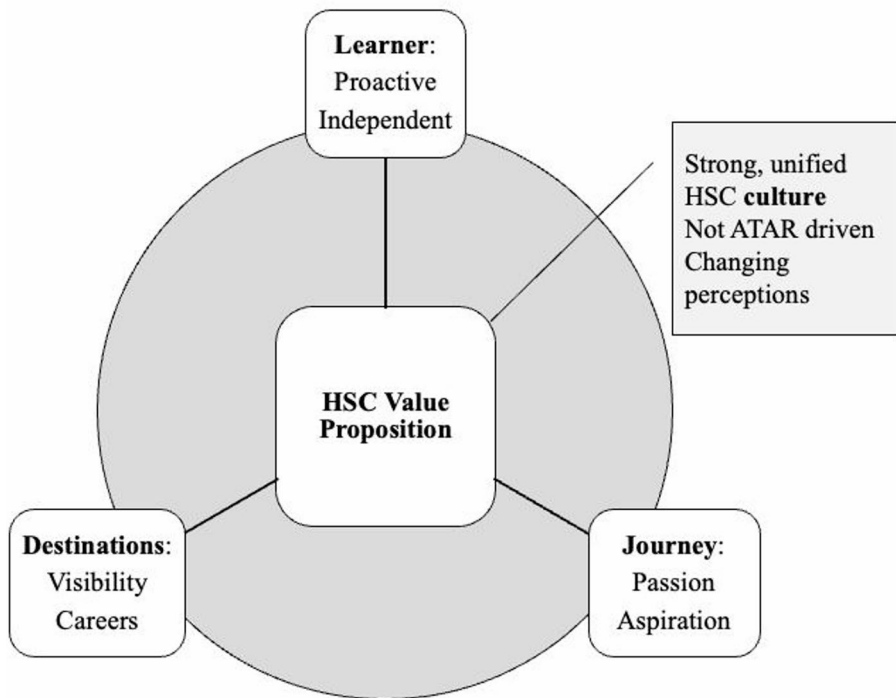 Learner:
Proactive
Independent
Strong, unified
HSC culture
Not ATAR driven
Changing
perceptions
HSC Value
Proposition
Destinations:
Visibility
Careers
Journey:
Passion
Aspiration